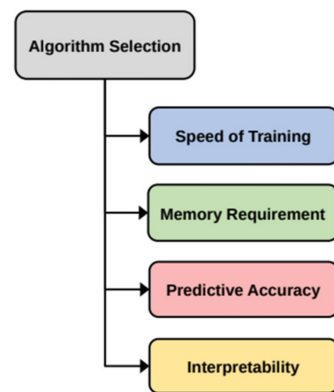 Algorithm Selection
Speed of Training
Memory Requirement
Predictive Accuracy
Interpretability